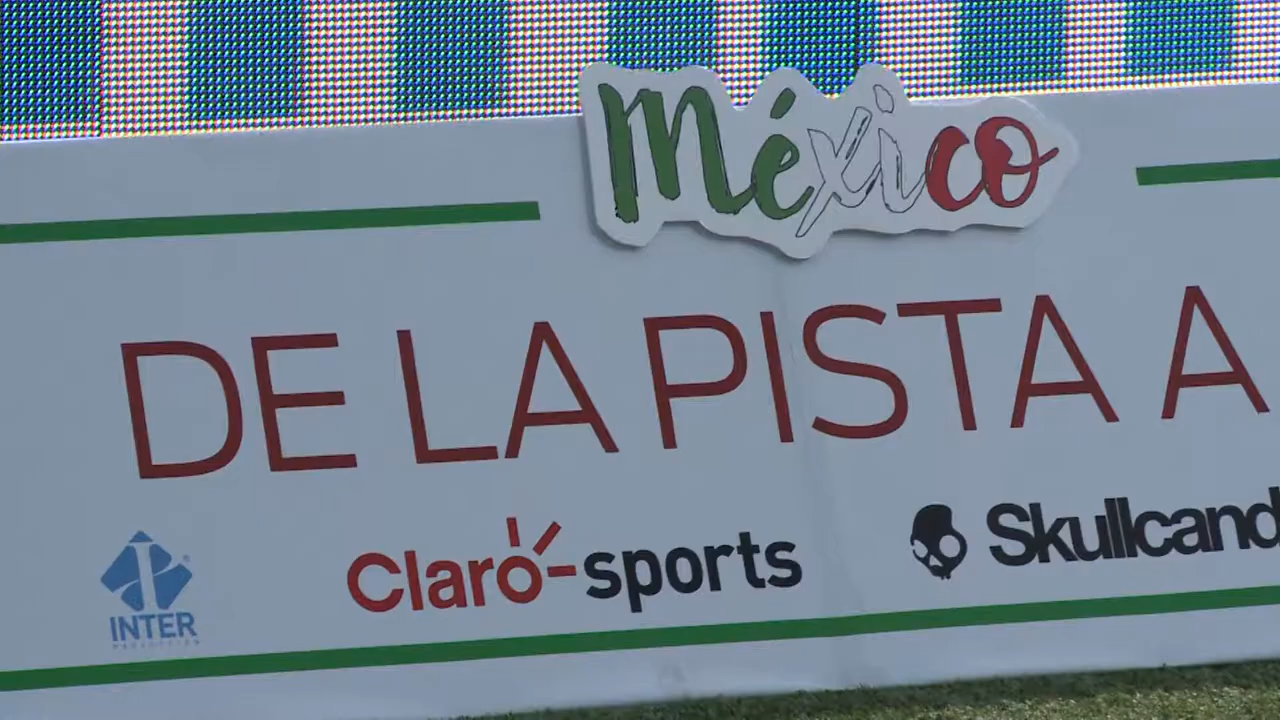 México
DE LA PISTA A
INTER
Claro-sports
Skullcand